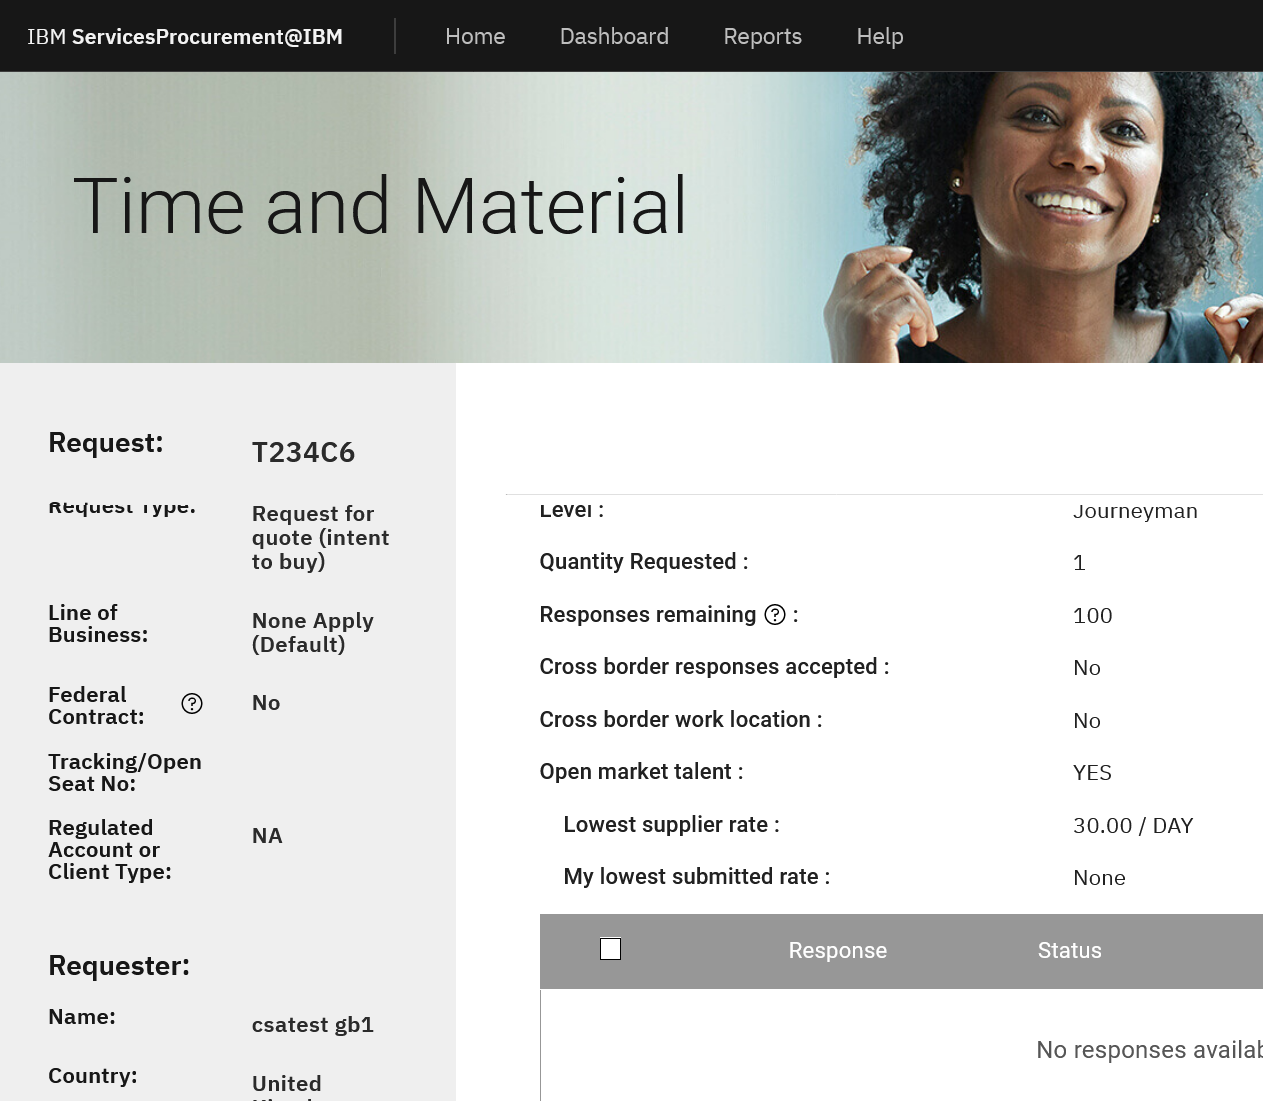 IBM ServicesProcurement@IBM
Home
Dashboard
Reports
Help
Time and Material
Request:
T234C6
Request Type:
Request for
quote (intent
to buy)
Line of
Business:
None Apply
(Default)
Federal
Contract:
No
Tracking/Open
Seat No:
Regulated
Account or
Client Type:
NA
Requester:
Name:
csatest gb1
Country:
United
Level :
Journeyman
Quantity Requested :
1
Responses remaining ? :
100
Cross border responses accepted :
No
Cross border work location :
No
Open market talent :
YES
Lowest supplier rate :
30.00 / DAY
My lowest submitted rate :
None
Response
Status
No responses availab